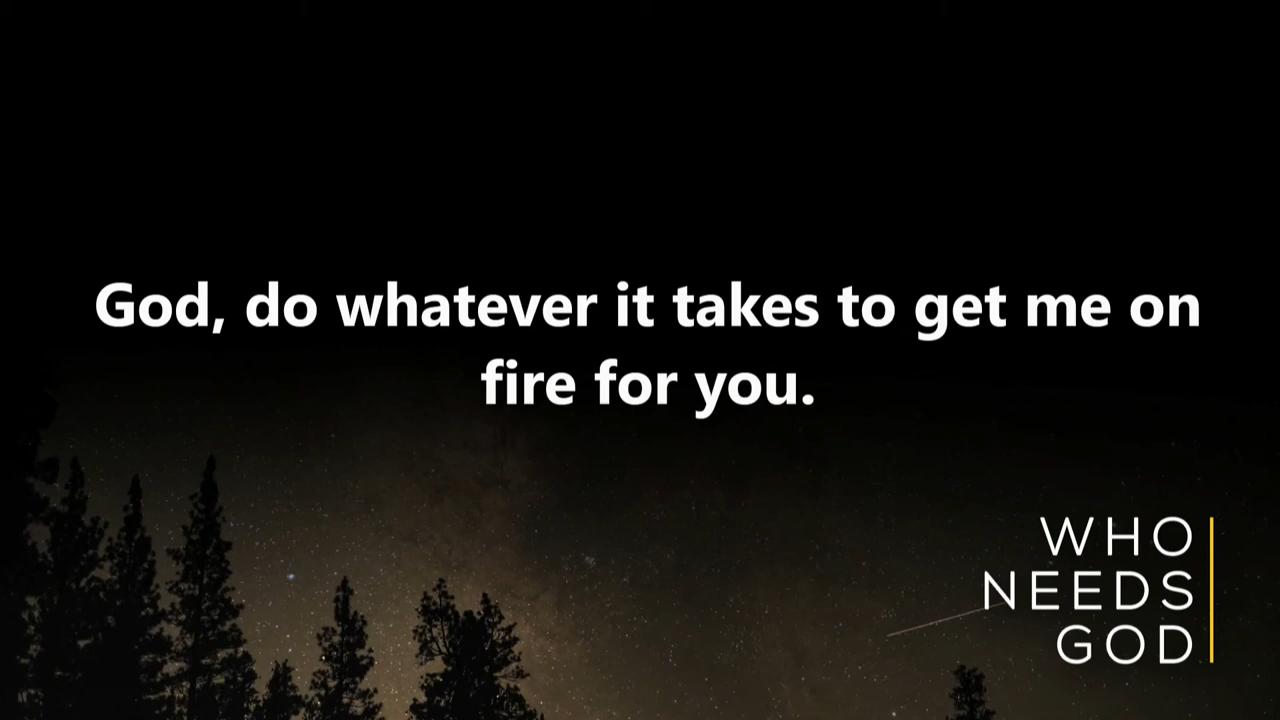 God, do whatever it takes to get me on
fire for you.
WHO
NEEDS
GOD